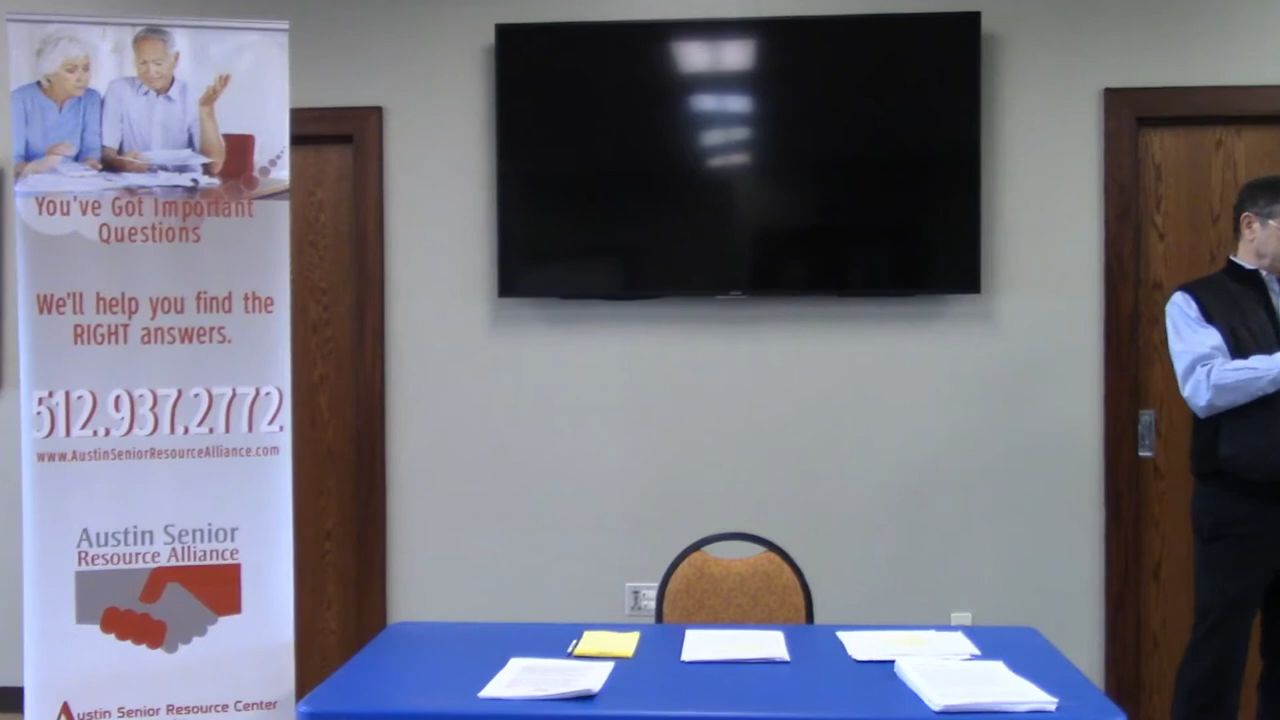 You've Got Important
Questions
We'll help you find the
RIGHT answers.
512.937.2772
www.AustinSeniorResourceAlliance.com
Austin Senior
Resource Alliance
Austin Senior Resource Center